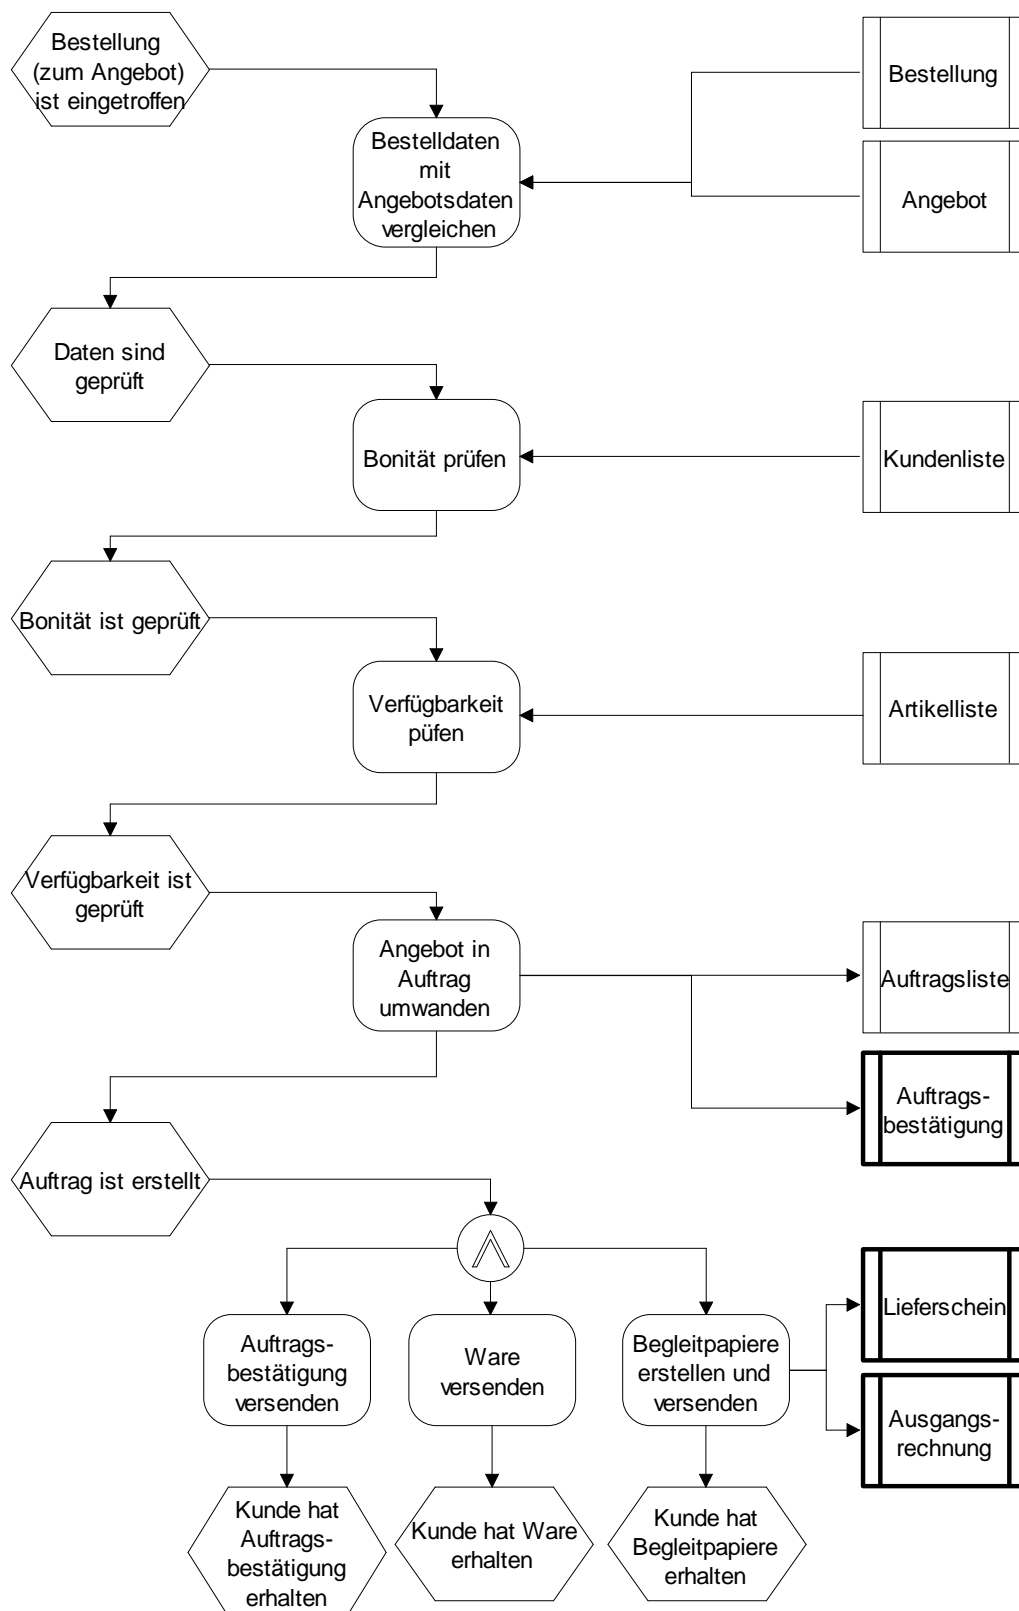 Bestellung
(zum Angebot)
ist eingetroffen
Bestellung
Bestelldaten
mit
Angebotsdaten
vergleichen
Angebot
Daten sind
geprüft
Bonität prüfen
Kundenliste
Bonität ist geprüft
Verfügbarkeit
püfen
Artikelliste
Verfügbarkeit ist
geprüft
Angebot in
Auftrag
umwanden
Auftragsliste
Auftrags-
bestätigung
Auftrag ist erstellt
Auftrags-
bestätigung
versenden
Ware
versenden
Begleitpapiere
erstellen und
versenden
Lieferschein
Ausgangs-
rechnung
Kunde hat
Auftrags-
bestätigung
erhalten
Kunde hat Ware
erhalten
Kunde hat
Begleitpapiere
erhalten